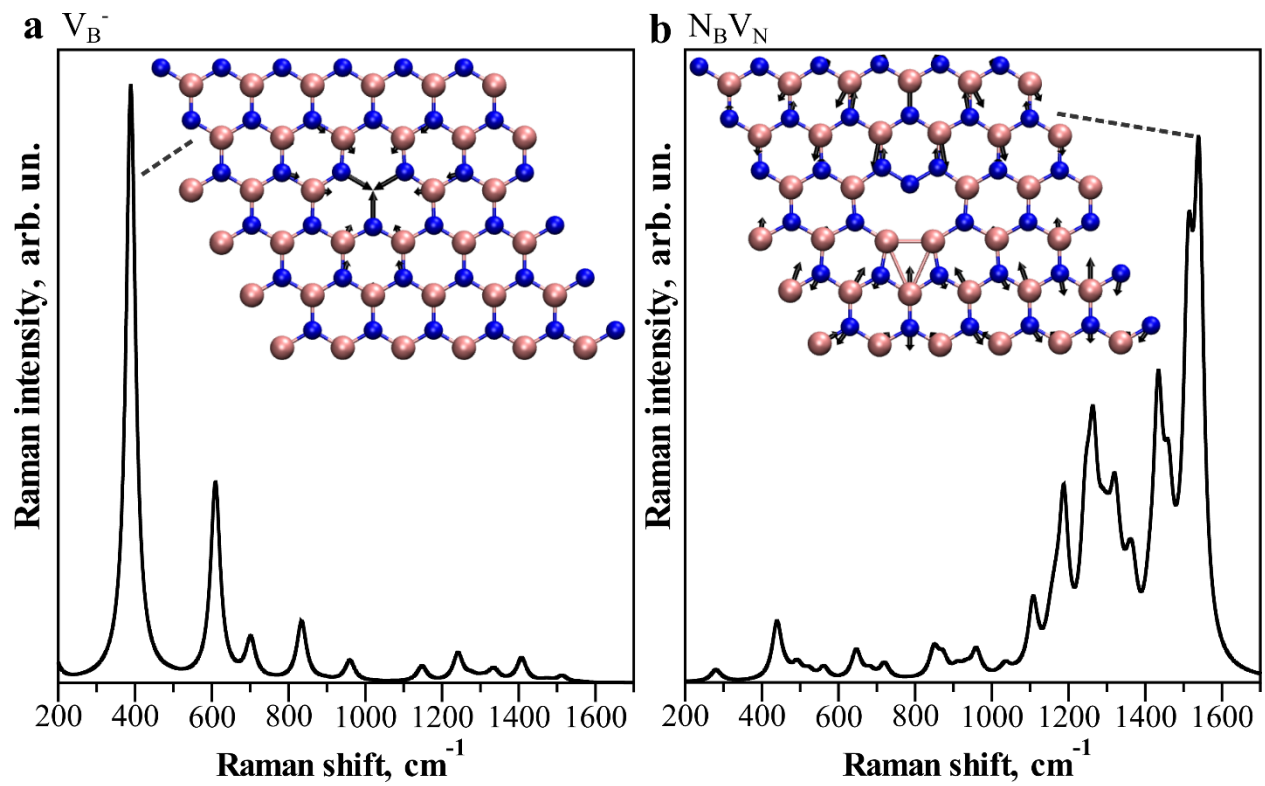 a V_B^-
b N_BV_N
Raman intensity, arb. un.
200 400 600 800 1000 1200 1400 1600
Raman shift, cm^-1
Raman intensity, arb. un.
200 400 600 800 1000 1200 1400 1600
Raman shift, cm^-1